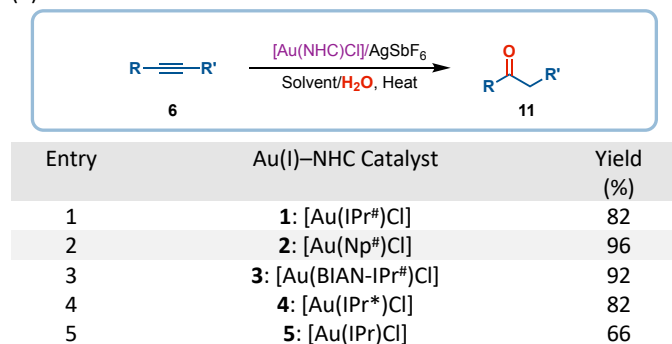 [Au(NHC)Cl]/AgSbF₆
R R'
Solvent/H₂O, Heat
O
R R'
6 11
Entry Au(I)–NHC Catalyst Yield (%)
1 1: [Au(IPr#)Cl] 82
2 2: [Au(Np#)Cl] 96
3 3: [Au(BIAN-IPr#)Cl] 92
4 4: [Au(IPr*)Cl] 82
5 5: [Au(IPr)Cl] 66